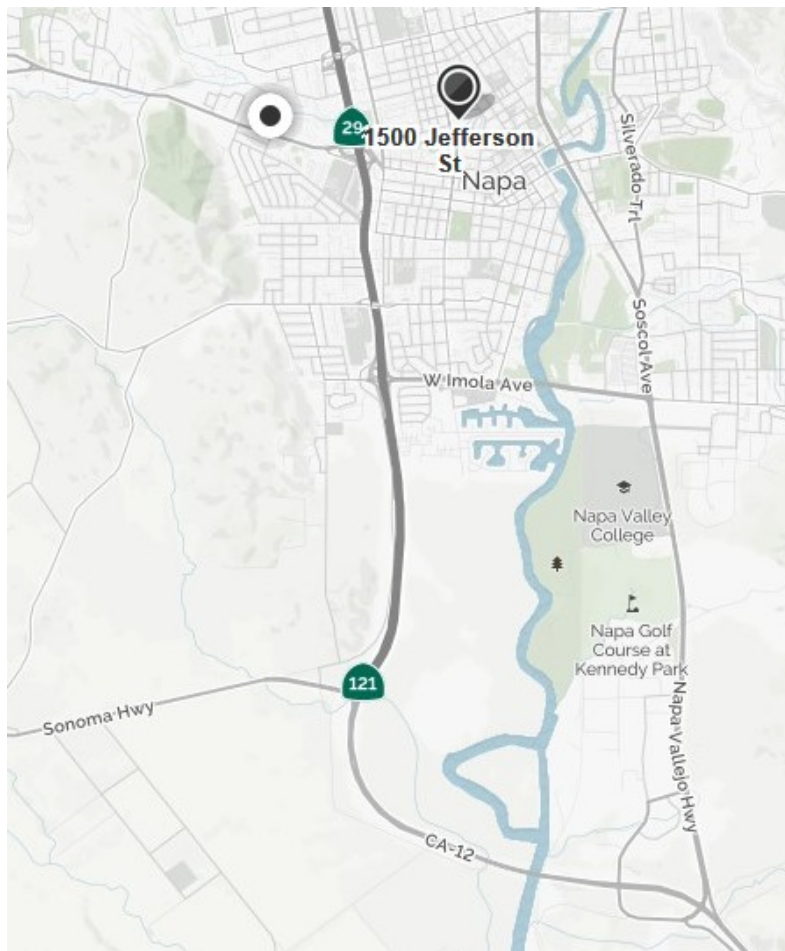 29
1500 Jefferson
St
Napa
Silverado Trl
Soscol Ave
W Imola Ave
Napa Valley
College
Napa Golf
Course at
Kennedy Park
121
Sonoma Hwy
Napa Vallejo Hwy
CA-12